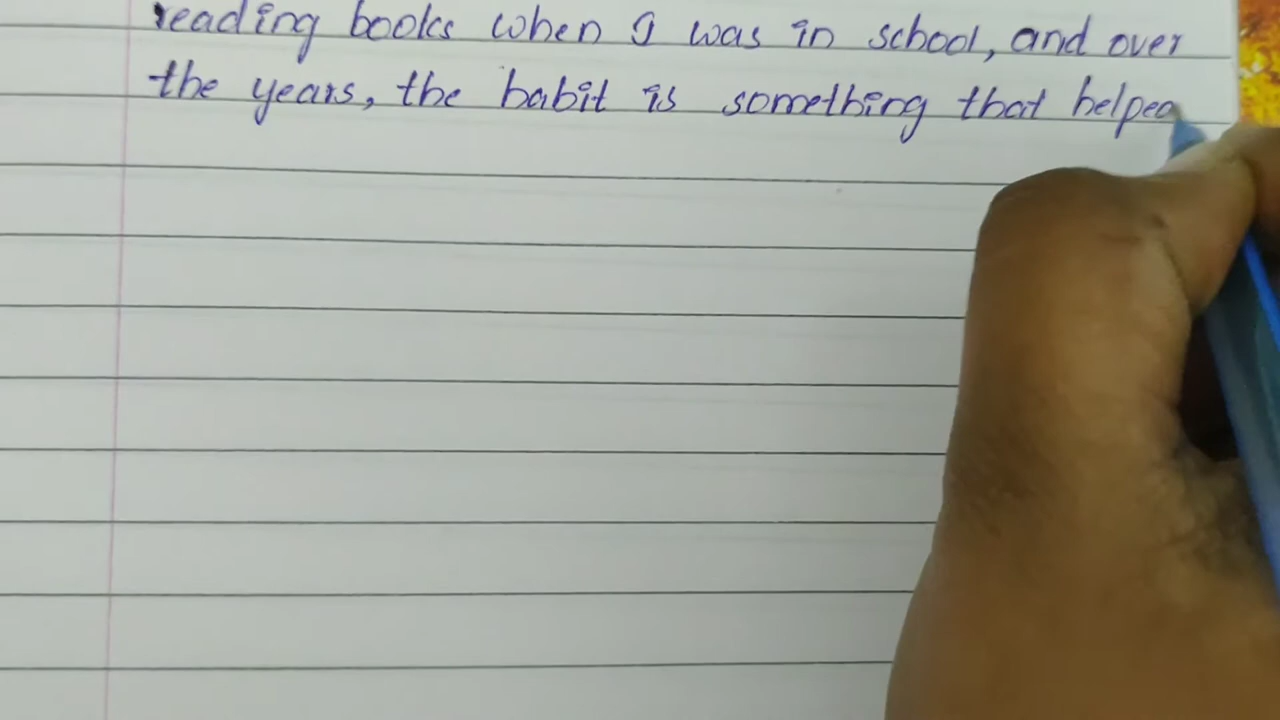 reading books when I was in school, and over
the years, the habit is something that helped